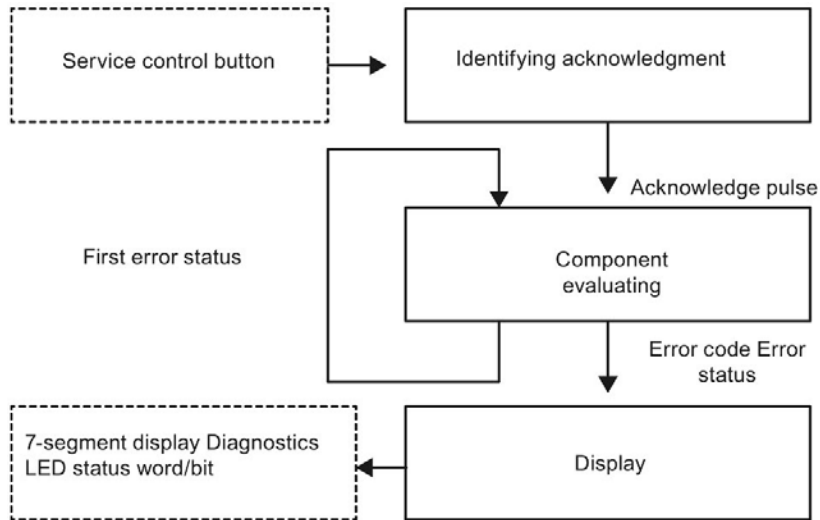 Service control button
Identifying acknowledgment
Acknowledge pulse
First error status
Component
evaluating
Error code Error
status
7-segment display Diagnostics
LED status word/bit
Display